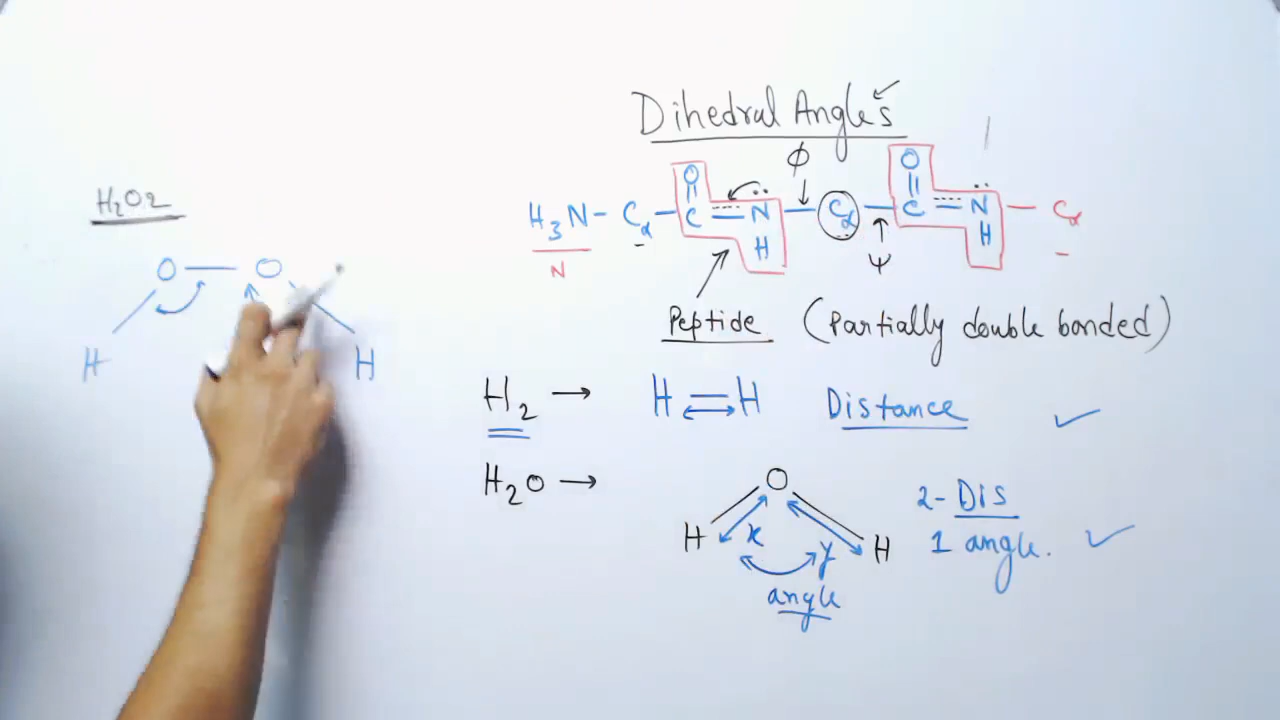 Dihedral Angles
ϕ
O O
H₃N - Cα - C = N̈ - Cα - C = N̈ - Cα
H H
N
ψ
Peptide (Partially double bonded)
H₂O₂
O — O
H H
H₂ → H H Distance ✓
H₂O → O 2- Dis
H x y H 1 angle. ✓
angle